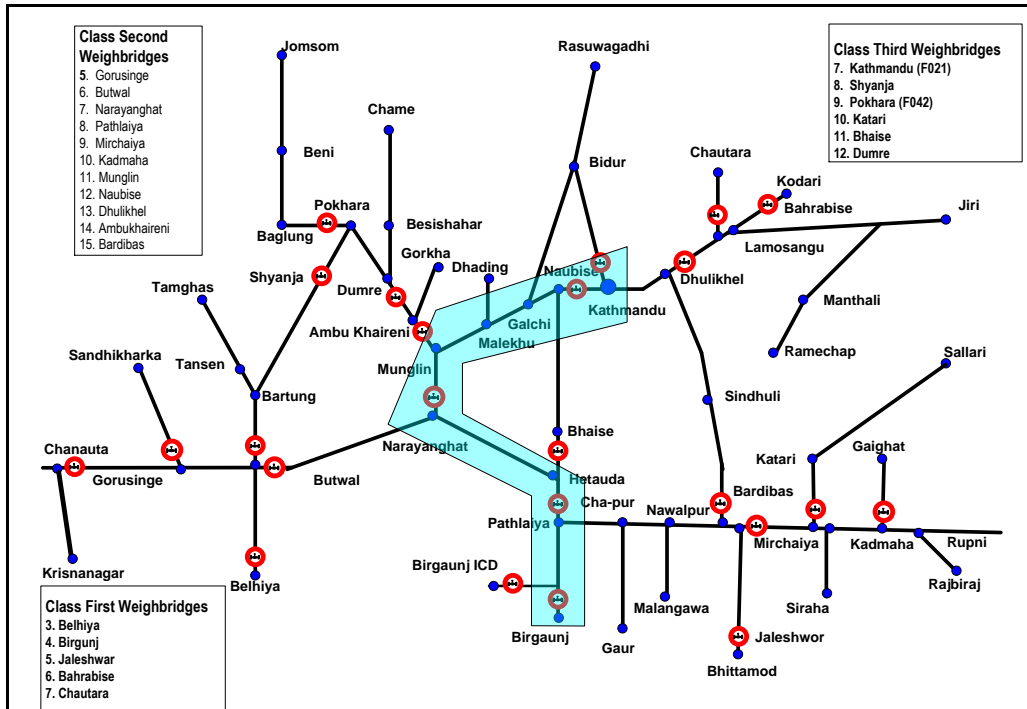 Class Second
Weighbridges
5. Gorusinge
6. Butwal
7. Narayanghat
8. Pathlaiya
9. Mirchaiya
10. Kadmaha
11. Munglin
12. Naubise
13. Dhulikhel
14. Ambukhaireni
15. Bardibas
Class Third Weighbridges
7. Kathmandu (F021)
8. Shyanja
9. Pokhara (F042)
10. Katari
11. Bhaise
12. Dumre
Jomsom
Rasuwagadhi
Chame
Beni
Bidur
Chautara
Kodari
Bahrabise
Jiri
Pokhara
Besishahar
Baglung
Gorkha
Lamosangu
Shyanja
Dhading
Naubise
Dhulikhel
Tamghas
Dumre
Kathmandu
Manthali
Ambu Khaireni
Galchi
Malekhu
Sandhikharka
Ramechap
Sallari
Tansen
Munglin
Bartung
Sindhuli
Bhaise
Narayanghat
Chanauta
Katari
Gaighat
Gorusinge
Butwal
Hetauda
Bardibas
Cha-pur
Nawalpur
Pathlaiya
Mirchaiya
Kadmaha
Rupni
Krisnanagar
Belhiya
Birgaunj ICD
Rajbiraj
Malangawa
Siraha
Birgaunj
Gaur
Jaleshwor
Bhittamod
Class First Weighbridges
3. Belhiya
4. Birgunj
5. Jaleshwar
6. Bahrabise
7. Chautara